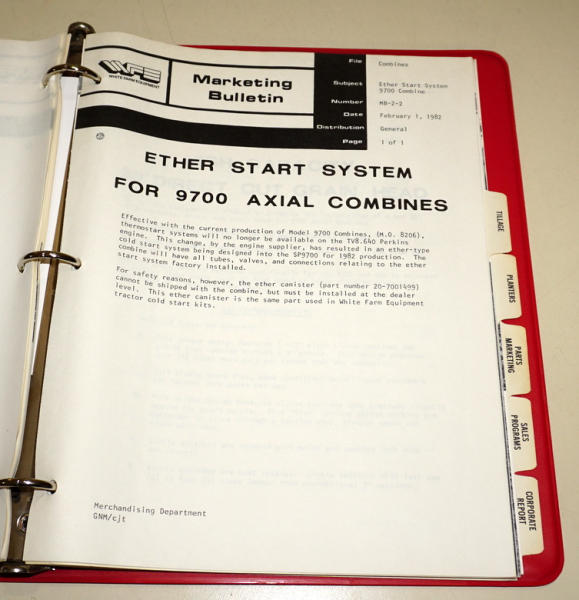 WFE
WHITE FARM EQUIPMENT
Marketing
Bulletin
File Combines
Subject Ether Start System
9700 Combine
Number MB-2-2
Date February 1, 1982
Distribution General
Page 1 of 1
ETHER START SYSTEM
FOR 9700 AXIAL COMBINES
Effective with the current production of Model 9700 Combines, (M.O. 8206),
thermostart systems will no longer be available on the TV8.640 Perkins
engine. This change, by the engine supplier, has resulted in an ether-type
cold start system being designed into the SP9700 for 1982 production. The
combine will have all tubes, valves, and connections relating to the ether
start system factory installed.
For safety reasons, however, the ether canister (part number 20-7001499)
cannot be shipped with the combine, but must be installed at the dealer
level. This ether canister is the same part used in White Farm Equipment
tractor cold start kits.
Merchandising Department
GNM/cjt
TILLAGE
PLANTERS
PARTS
MARKETING
SALES
PROGRAMS
CORPORATE
REPORT